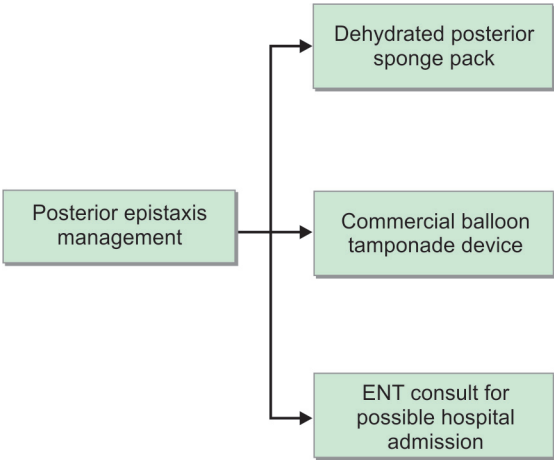 Dehydrated posterior
sponge pack
Posterior epistaxis
management
Commercial balloon
tamponade device
ENT consult for
possible hospital
admission